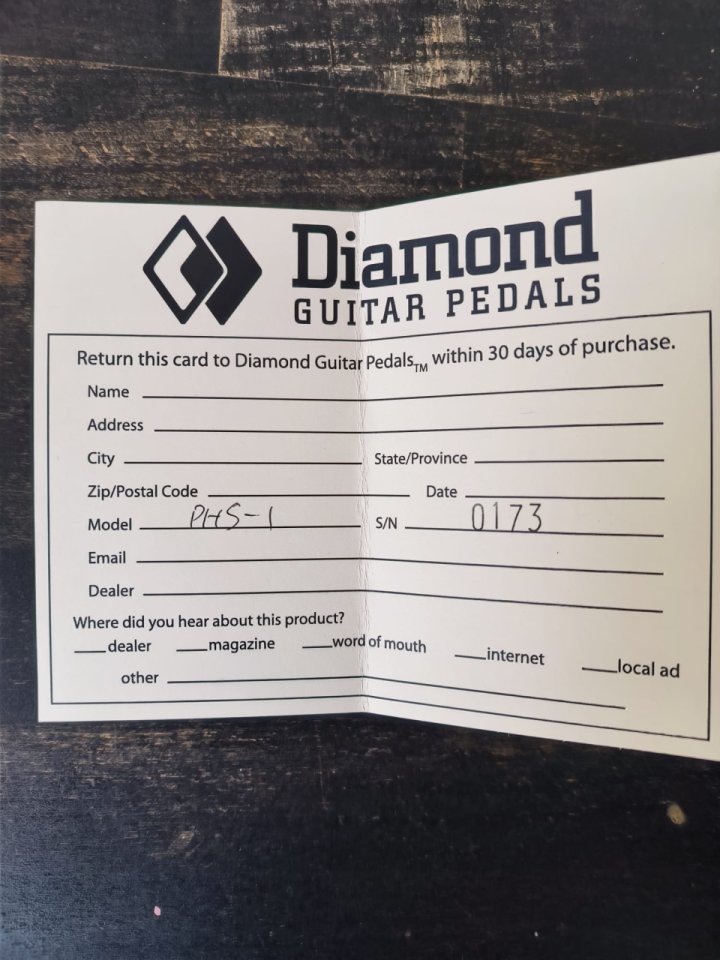 Diamond
GUITAR PEDALS
Return this card to Diamond Guitar Pedals™ within 30 days of purchase.
Name
Address
City State/Province
Zip/Postal Code Date
Model PHS-1 S/N 0173
Email
Dealer
Where did you hear about this product?
dealer magazine word of mouth internet local ad
other